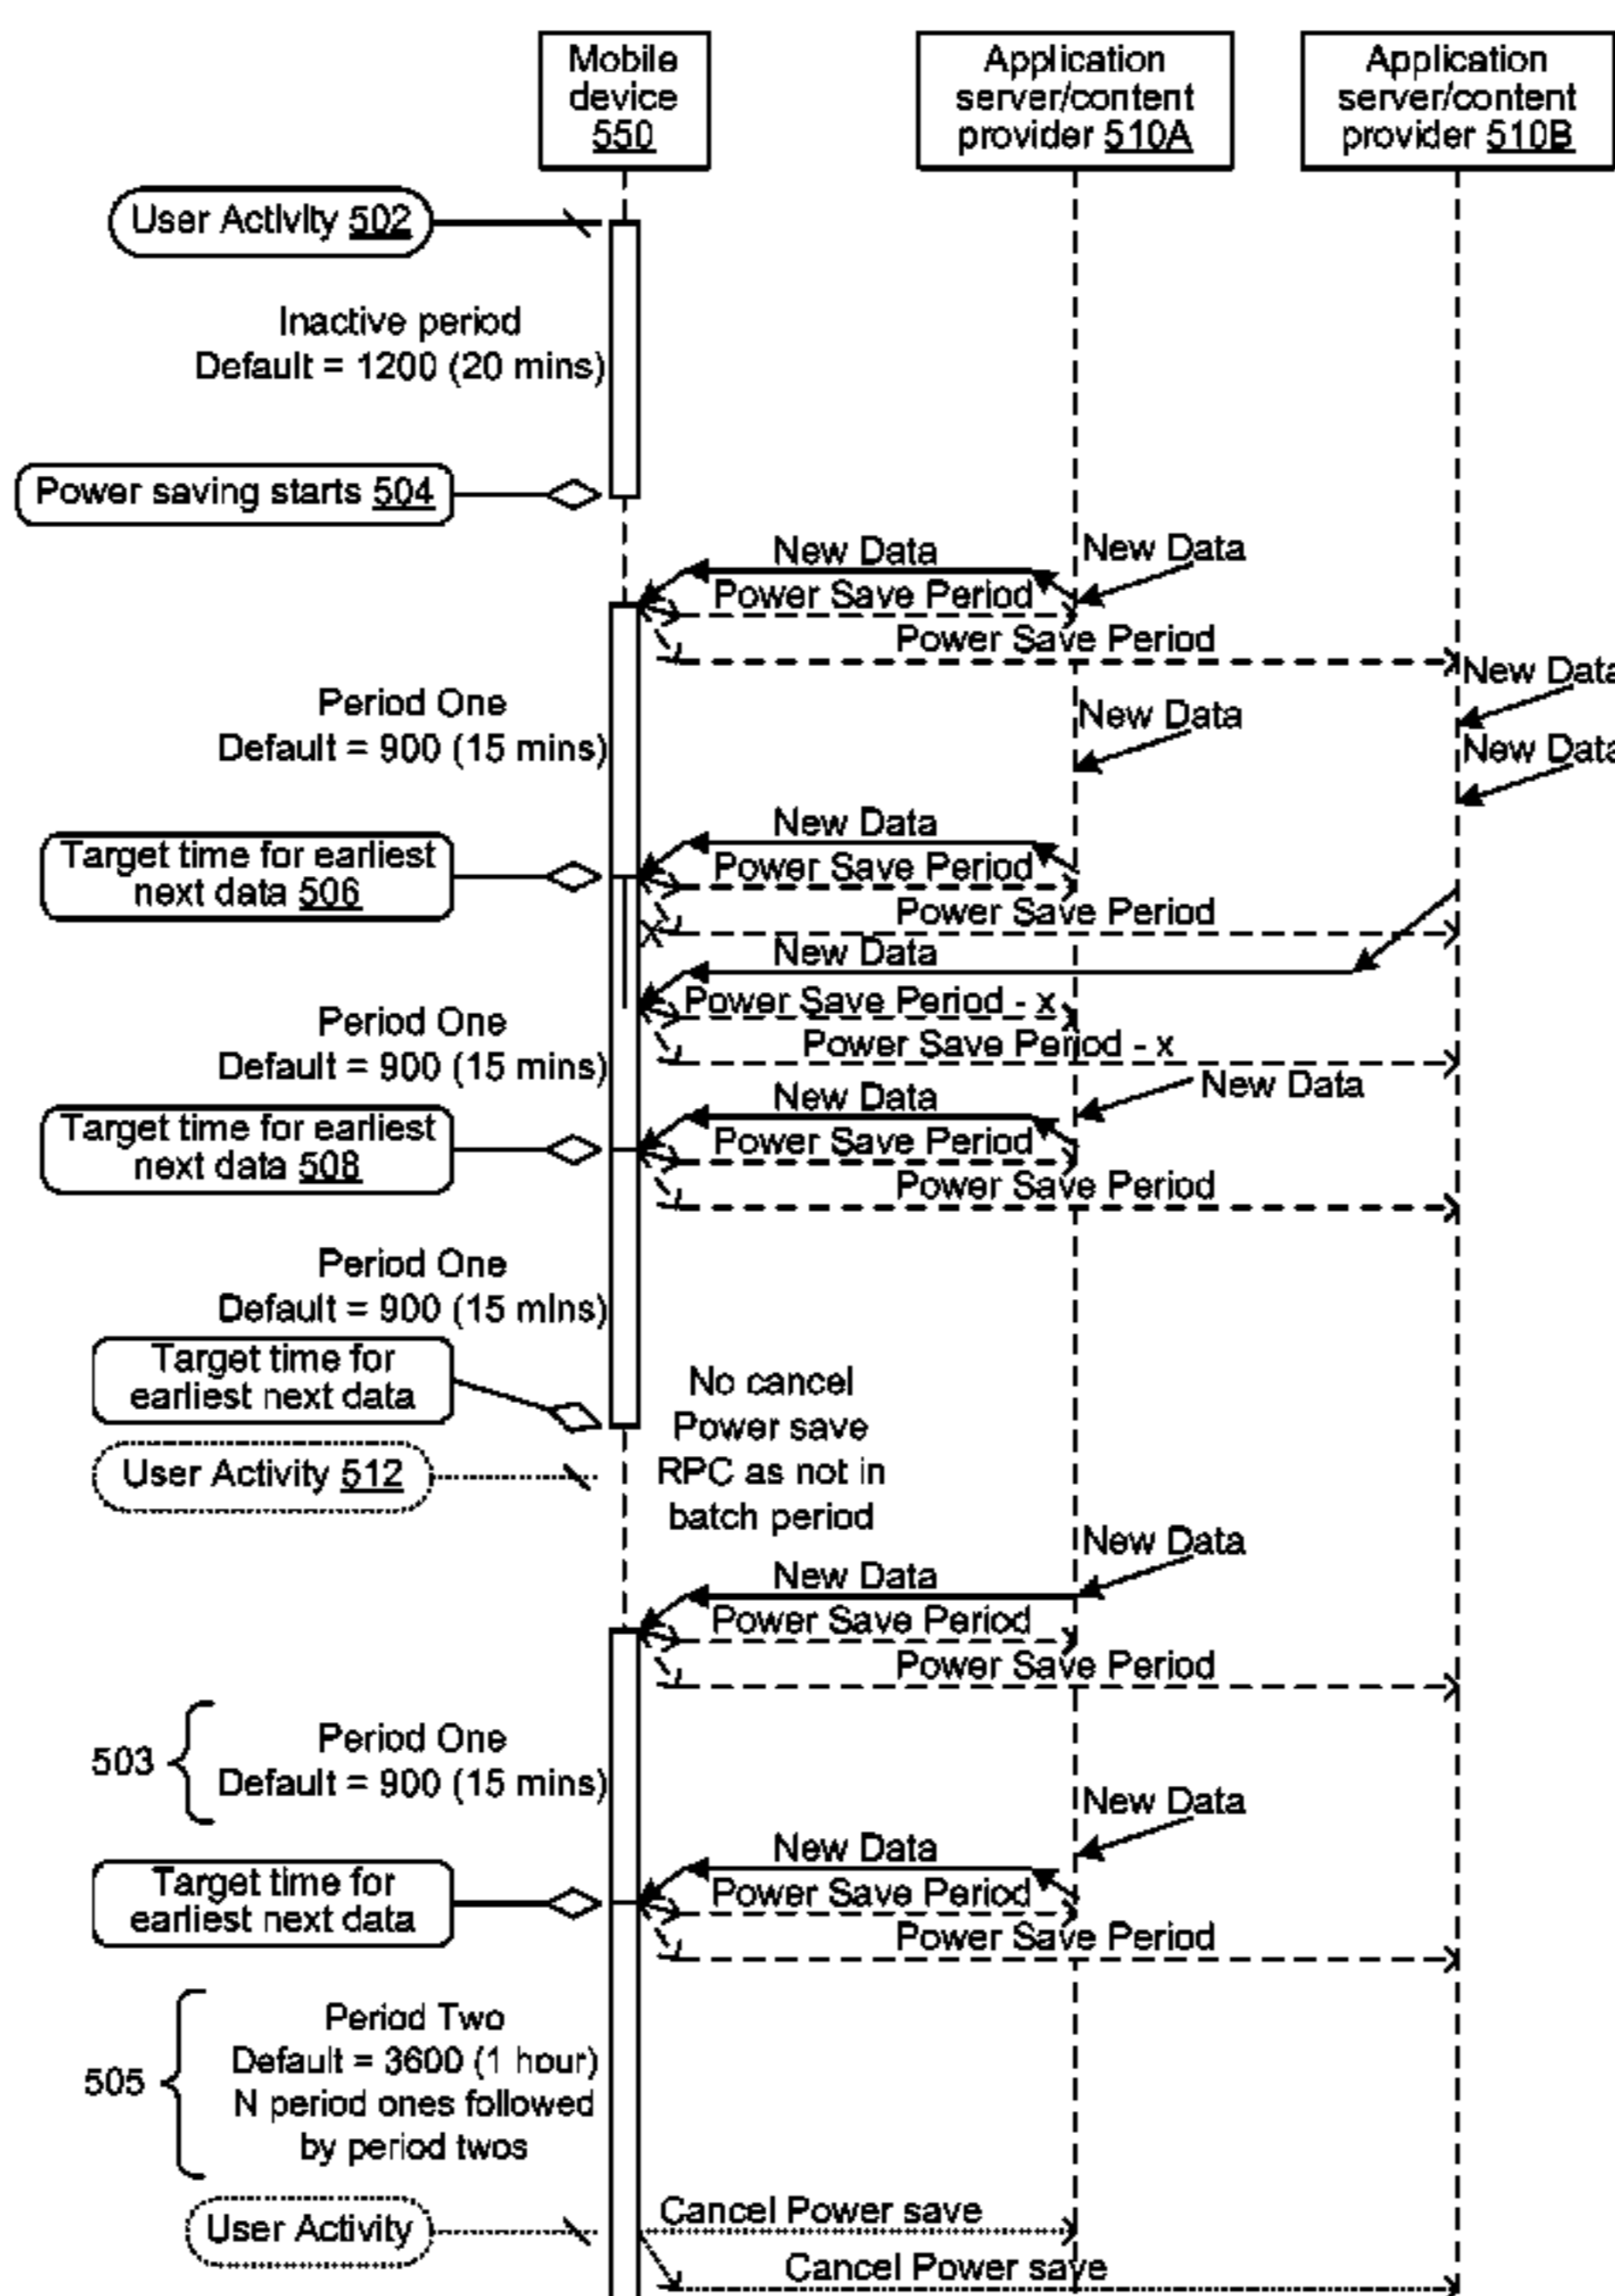 Mobile
device
550
Application
server/content
provider 510A
Application
server/content
provider 510B
User Activity 502
Inactive period
Default = 1200 (20 mins)
Power saving starts 504
New Data
New Data
Power Save Period
Power Save Period
New Data
Period One
Default = 900 (15 mins)
New Data
New Data
New Data
Target time for earliest
next data 506
Power Save Period
Power Save Period
X
New Data
Power Save Period - x
Period One
Default = 900 (15 mins)
Power Save Period - x
New Data
New Data
Target time for earliest
next data 508
Power Save Period
Power Save Period
Period One
Default = 900 (15 mins)
Target time for
earliest next data
No cancel
Power save
RPC as not in
batch period
User Activity 512
New Data
New Data
Power Save Period
Power Save Period
503
Period One
Default = 900 (15 mins)
New Data
New Data
Target time for
earliest next data
Power Save Period
Power Save Period
505
Period Two
Default = 3600 (1 hour)
N period ones followed
by period twos
User Activity
Cancel Power save
Cancel Power save